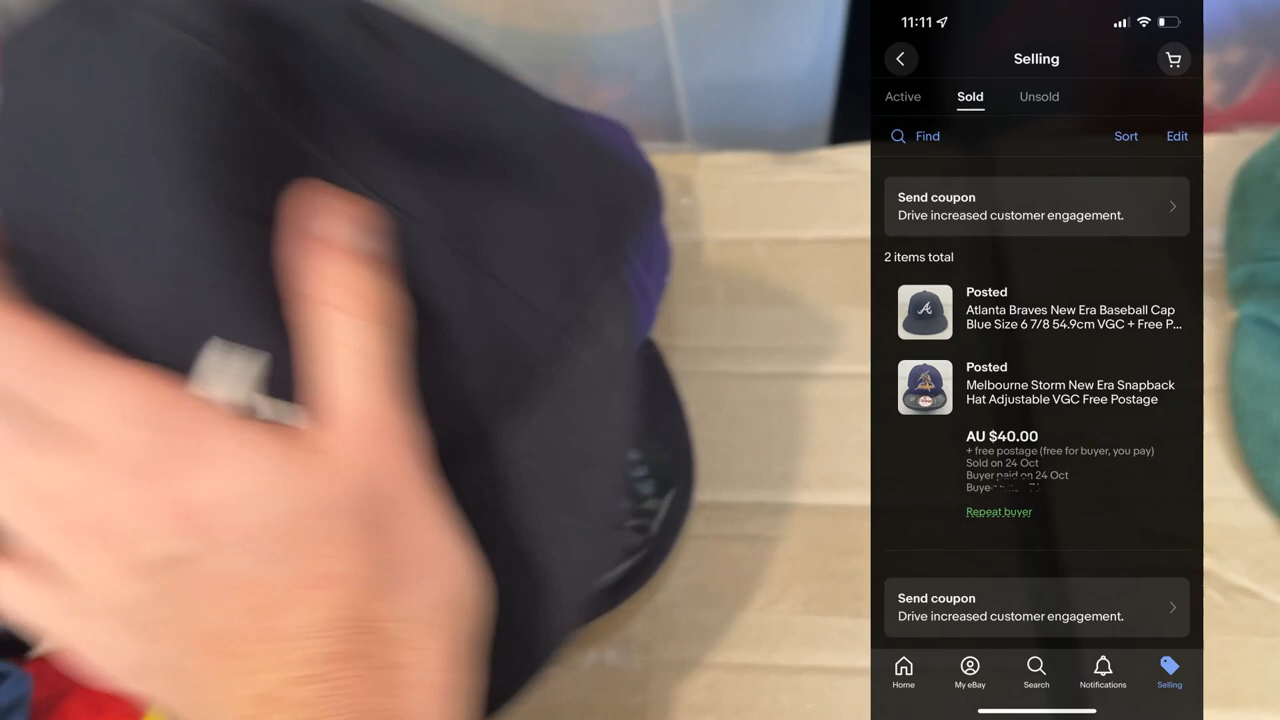 11:11
Selling
Active Sold Unsold
Find Sort Edit
Send coupon
Drive increased customer engagement.
2 items total
Posted
Atlanta Braves New Era Baseball Cap
Blue Size 6 7/8 54.9cm VGC + Free P...
Posted
Melbourne Storm New Era Snapback
Hat Adjustable VGC Free Postage
AU $40.00
+ free postage (free for buyer, you pay)
Sold on 24 Oct
Buyer paid on 24 Oct
Repeat buyer
Send coupon
Drive increased customer engagement.
Home My eBay Search Notifications Selling